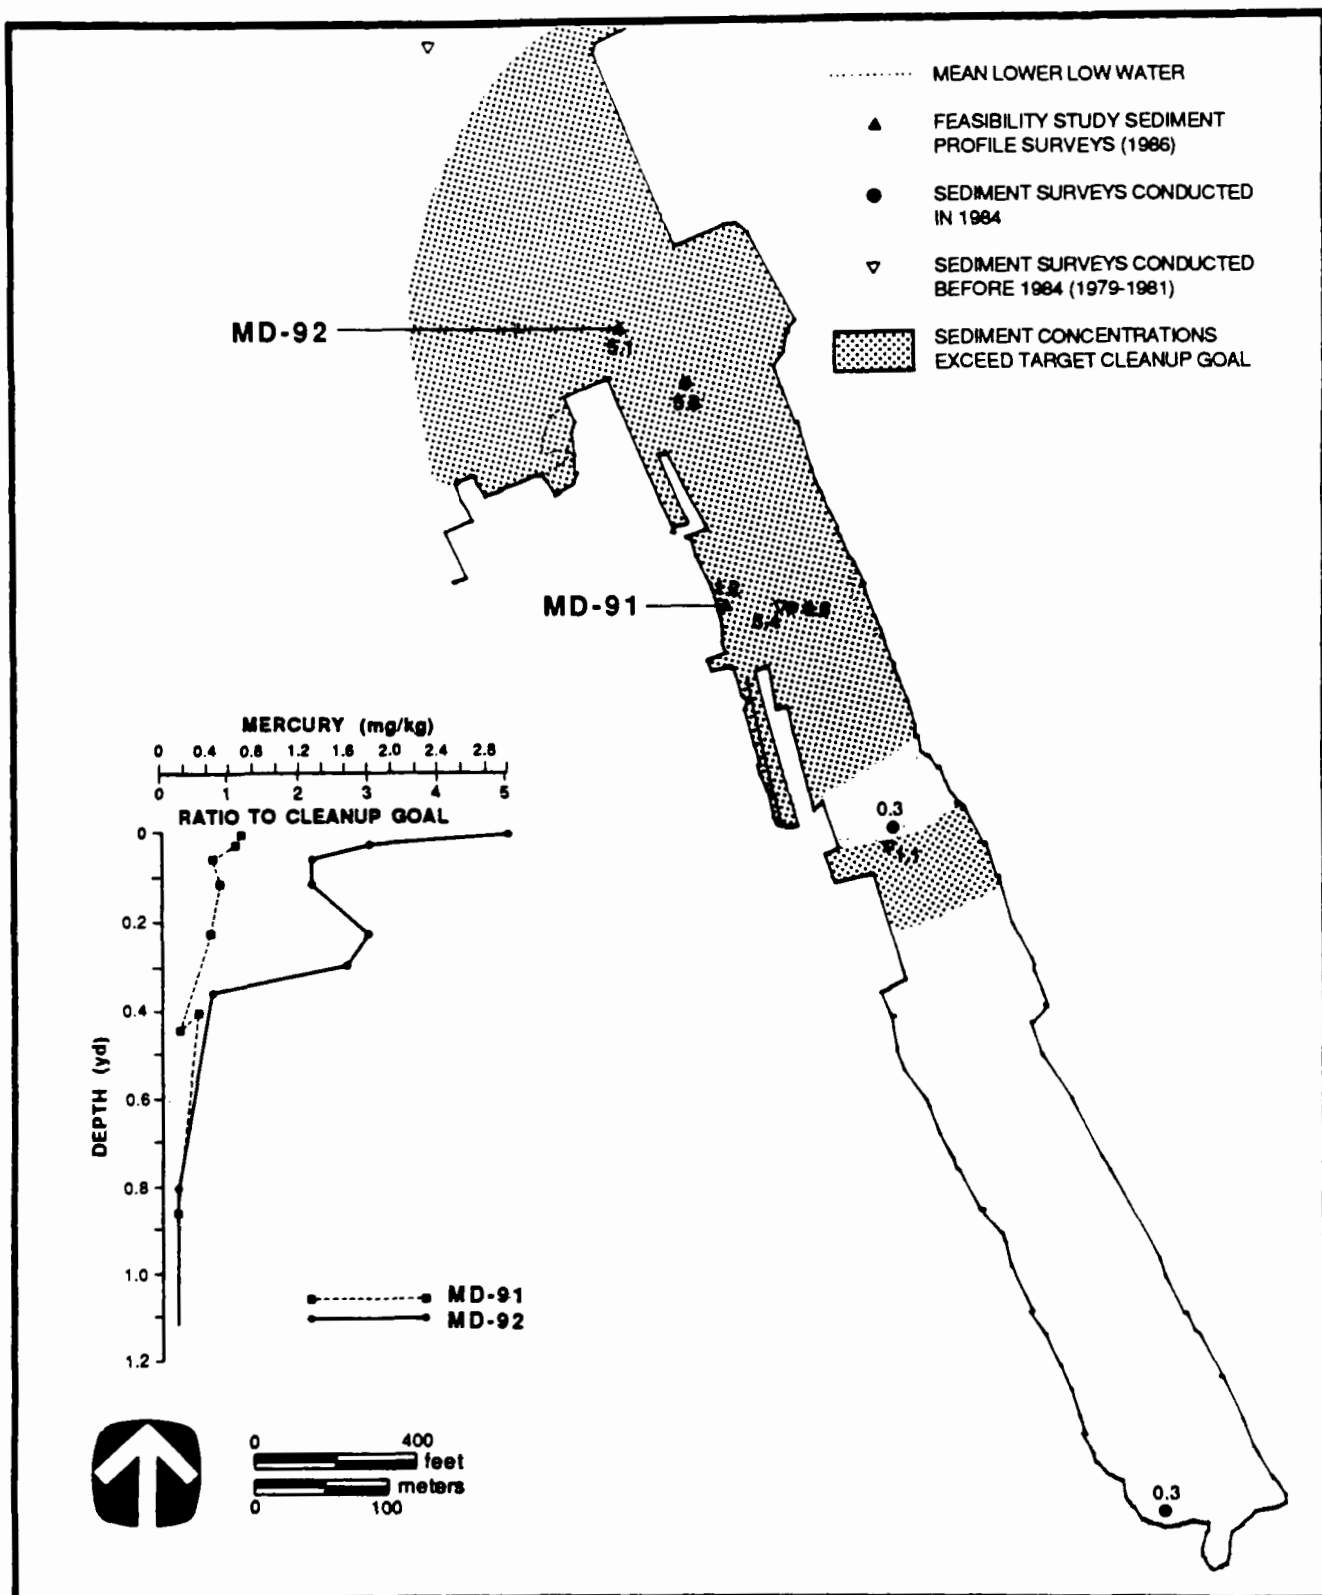 MEAN LOWER LOW WATER
FEASIBILITY STUDY SEDIMENT
PROFILE SURVEYS (1986)
SEDIMENT SURVEYS CONDUCTED
IN 1984
SEDIMENT SURVEYS CONDUCTED
BEFORE 1984 (1979-1981)
SEDIMENT CONCENTRATIONS
EXCEED TARGET CLEANUP GOAL
MD-92
5.1
MD-91
5.4
0.3
1.1
MERCURY (mg/kg)
0 0.4 0.8 1.2 1.6 2.0 2.4 2.8
0 1 2 3 4 5
RATIO TO CLEANUP GOAL
0
0.2
0.4
0.6
0.8
1.0
1.2
DEPTH (yd)
MD-91
MD-92
0 400
feet
meters
0 100
0.3